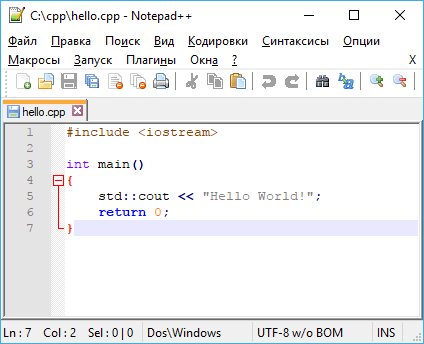 C:\cpp\hello.cpp - Notepad++
Файл Правка Поиск Вид Кодировки Синтаксисы Опции
Макросы Запуск Плагины Окна ? X
hello.cpp
1 #include <iostream>
2
3 int main()
4 {
5 std::cout << "Hello World!";
6 return 0;
7 }
Ln : 7 Col : 2 Sel : 0 | 0 Dos\Windows UTF-8 w/o BOM INS